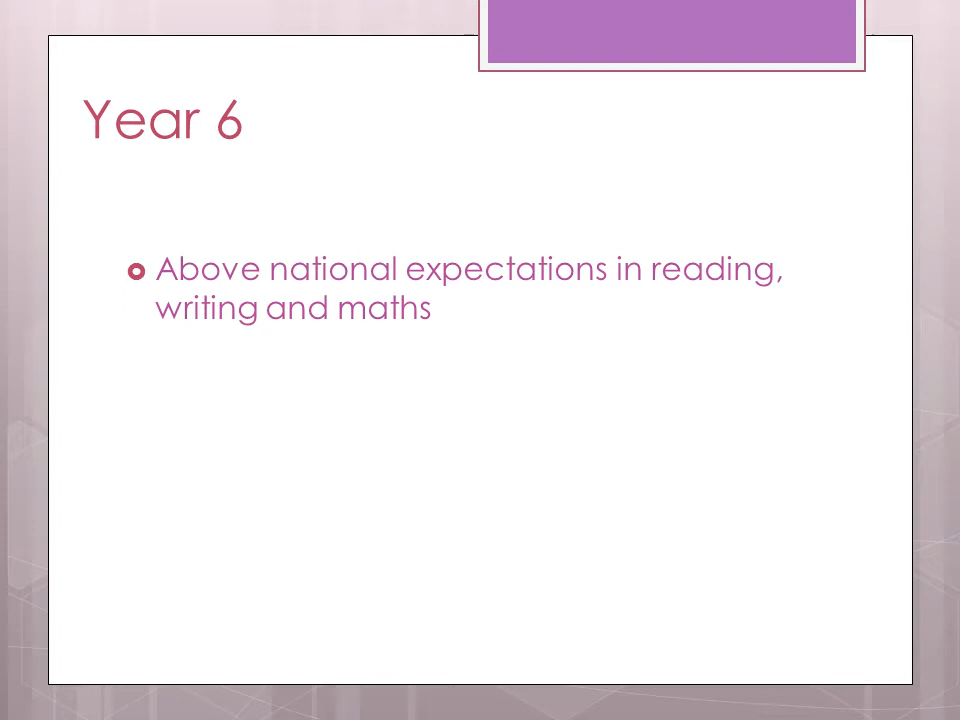 Year 6
Above national expectations in reading,
writing and maths